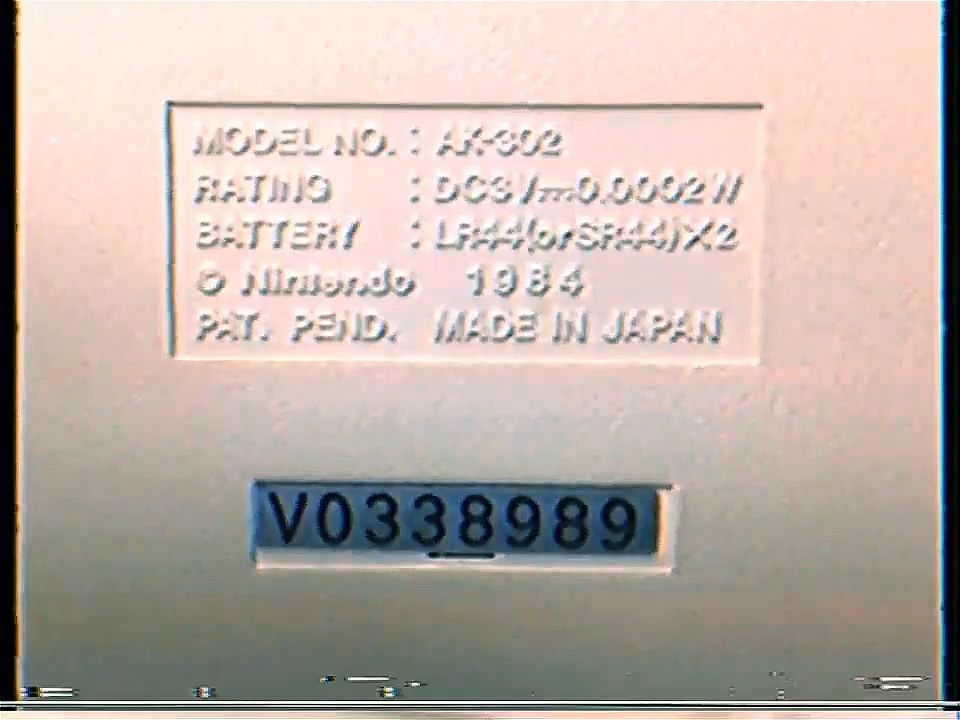 MODEL NO. : AK-302
RATING : DC3V⎓0.0002W
BATTERY : LR44(orSR44)X2
© Nintendo 1984
PAT. PEND. MADE IN JAPAN
V0338989